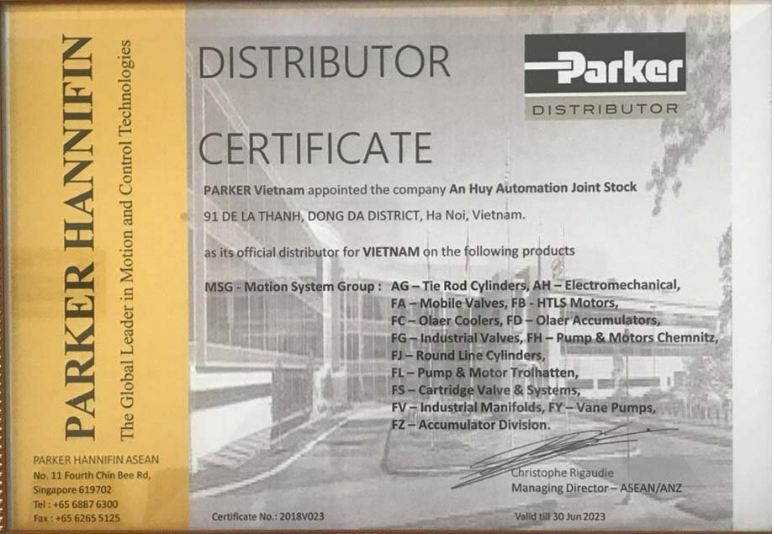 PARKER HANNIFIN
The Global Leader in Motion and Control Technologies
DISTRIBUTOR
CERTIFICATE
Parker
DISTRIBUTOR
PARKER Vietnam appointed the company An Huy Automation Joint Stock
91 DE LA THANH, DONG DA DISTRICT, Ha Noi, Vietnam.
as its official distributor for VIETNAM on the following products
MSG - Motion System Group : AG – Tie Rod Cylinders, AH – Electromechanical,
FA – Mobile Valves, FB - HTLS Motors,
FC – Olaer Coolers, FD – Olaer Accumulators,
FG – Industrial Valves, FH – Pump & Motors Chemnitz,
FJ – Round Line Cylinders,
FL – Pump & Motor Trolhatten,
FS – Cartridge Valve & Systems,
FV – Industrial Manifolds, FY – Vane Pumps,
FZ – Accumulator Division.
Christophe Rigaudie
Managing Director – ASEAN/ANZ
PARKER HANNIFIN ASEAN
No. 11 Fourth Chin Bee Rd,
Singapore 619702
Tel : +65 6887 6300
Fax : +65 6265 5125
Certificate No.: 2018V023
Valid till 30 Jun 2023